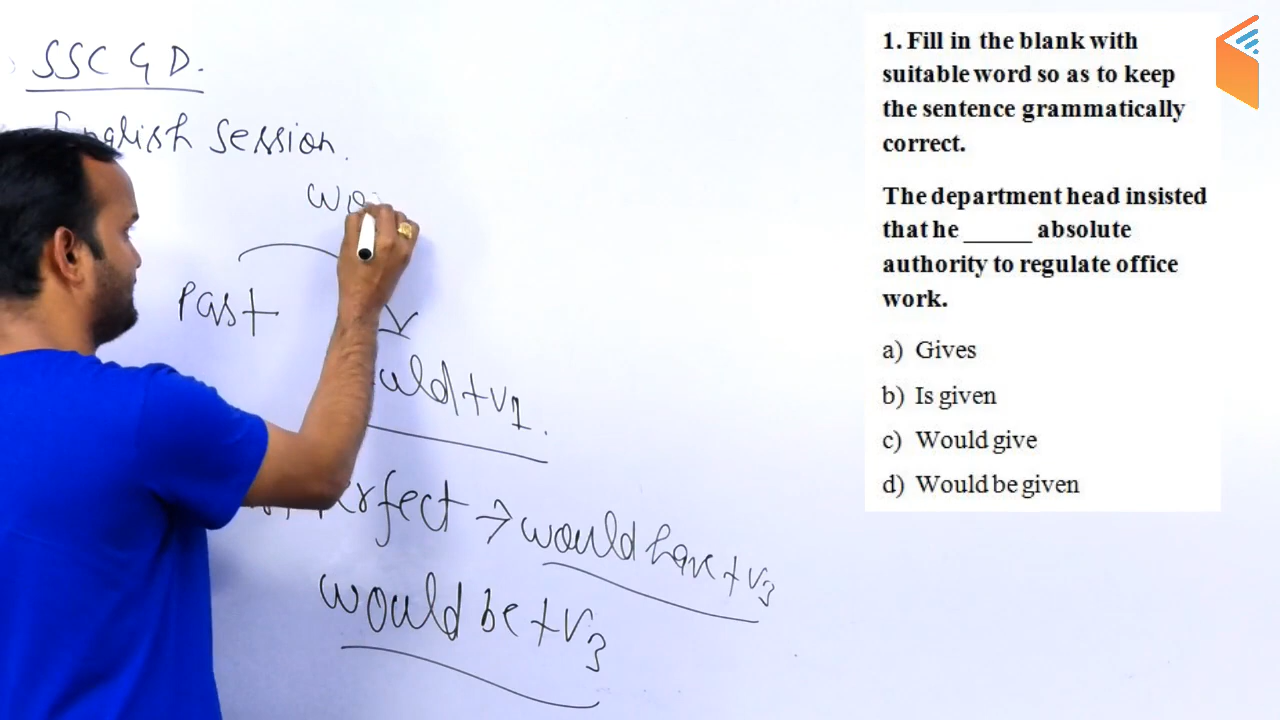 SSC G D.
English Session.
Past
would+V1.
Perfect → would have + V3
would be + V3
1. Fill in the blank with
suitable word so as to keep
the sentence grammatically
correct.
The department head insisted
that he ______ absolute
authority to regulate office
work.
a) Gives
b) Is given
c) Would give
d) Would be given